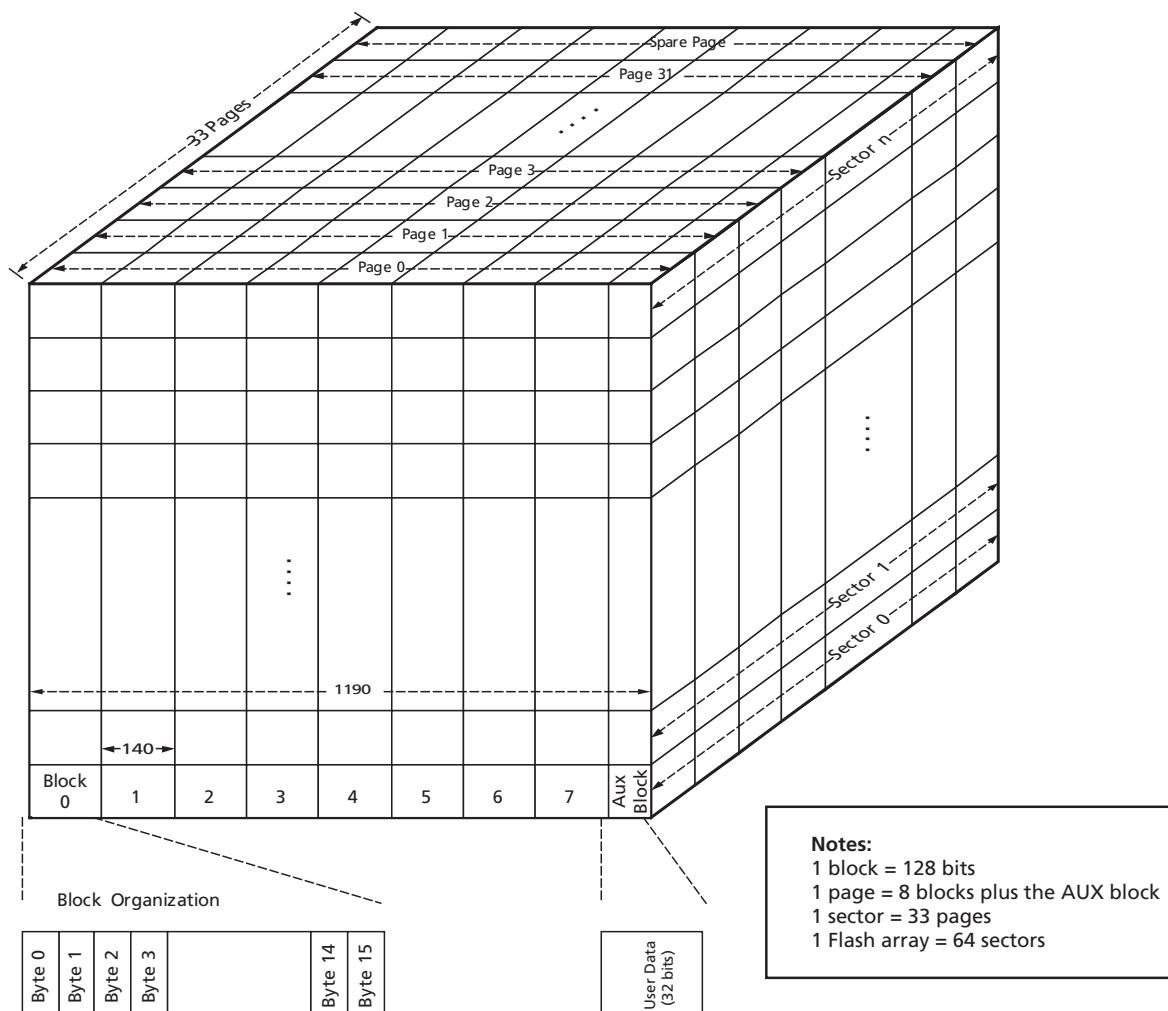 Spare Page
Page 31
. . . .
33 Pages
Page 3
Page 2
Page 1
Page 0
Sector n
. . . .
. . . .
Sector 1
Sector 0
1190
140
Block
0
1
2
3
4
5
6
7
Aux
Block
Block Organization
Byte 0
Byte 1
Byte 2
Byte 3
Byte 14
Byte 15
User Data
(32 bits)
Notes:
1 block = 128 bits
1 page = 8 blocks plus the AUX block
1 sector = 33 pages
1 Flash array = 64 sectors